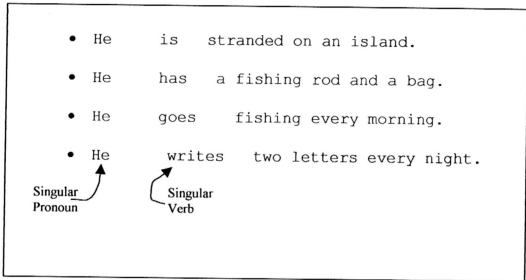 • He is stranded on an island.
• He has a fishing rod and a bag.
• He goes fishing every morning.
• He writes two letters every night.
Singular Pronoun
Singular Verb